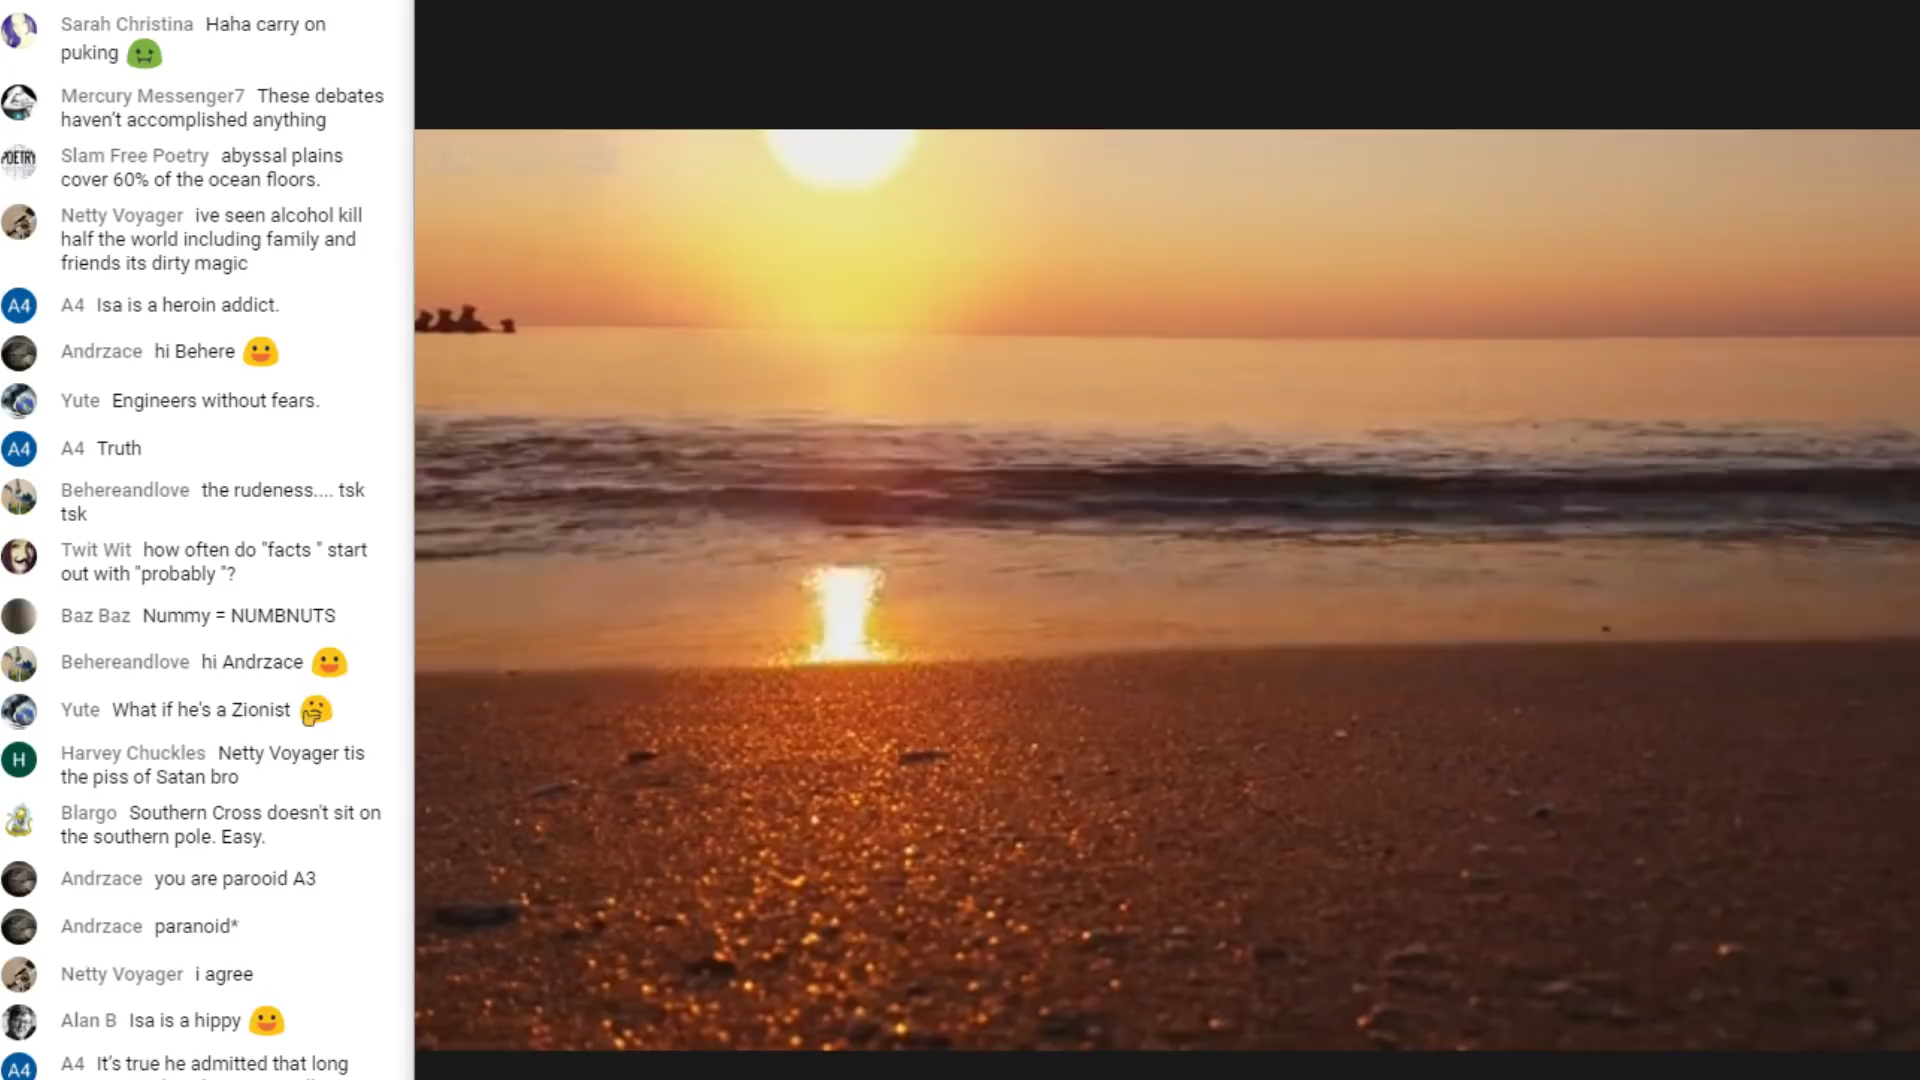 Sarah Christina Haha carry on
puking
Mercury Messenger7 These debates
haven't accomplished anything
POETRY
Slam Free Poetry abyssal plains
cover 60% of the ocean floors.
Netty Voyager ive seen alcohol kill
half the world including family and
friends its dirty magic
A4 A4 Isa is a heroin addict.
Andrzace hi Behere
Yute Engineers without fears.
A4 A4 Truth
Behereandlove the rudeness.... tsk
tsk
Twit Wit how often do "facts " start
out with "probably "?
Baz Baz Nummy = NUMBNUTS
Behereandlove hi Andrzace
Yute What if he's a Zionist
H Harvey Chuckles Netty Voyager tis
the piss of Satan bro
Blargo Southern Cross doesn't sit on
the southern pole. Easy.
Andrzace you are parooid A3
Andrzace paranoid*
Netty Voyager i agree
Alan B Isa is a hippy
A4 A4 It's true he admitted that long